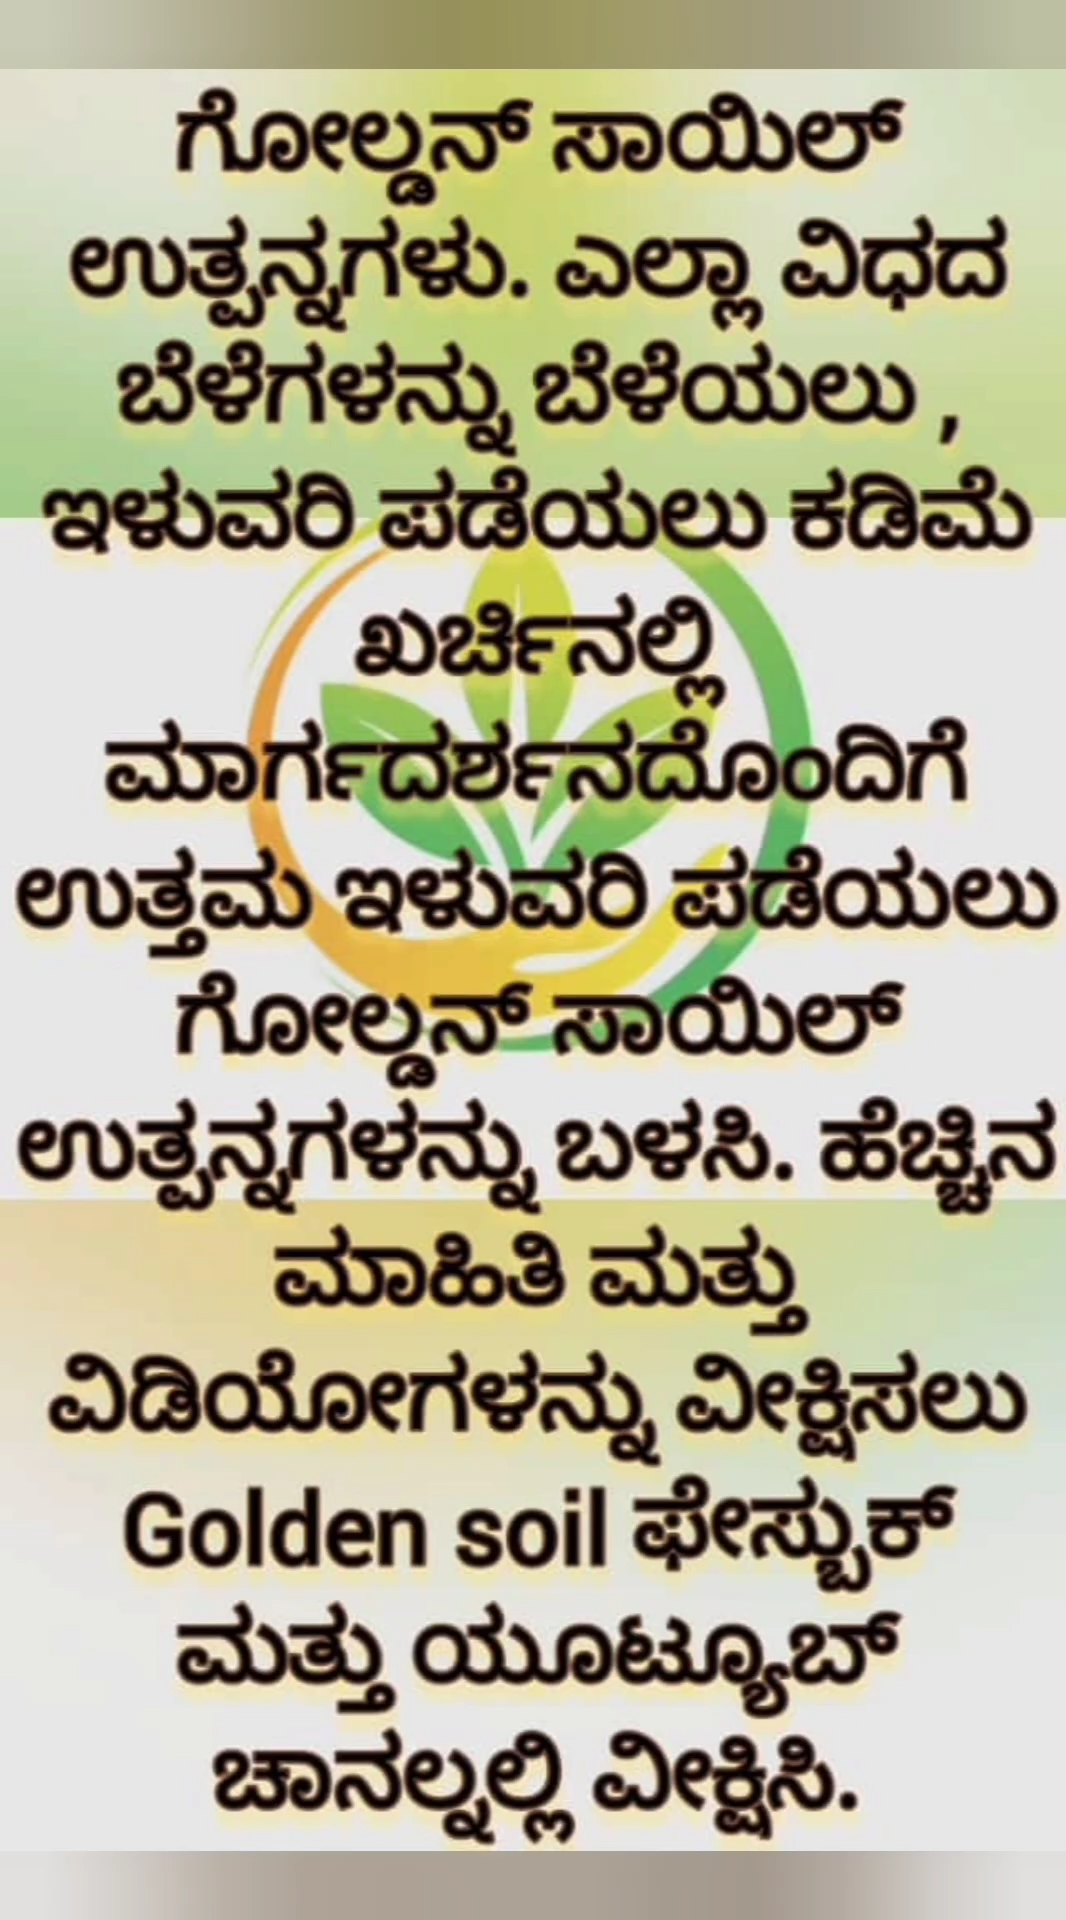 ಗೋಲ್ಡನ್ ಸಾಯಿಲ್
ಉತ್ಪನ್ನಗಳು. ಎಲ್ಲಾ ವಿಧದ
ಬೆಳೆಗಳನ್ನು ಬೆಳೆಯಲು ,
ಇಳುವರಿ ಪಡೆಯಲು ಕಡಿಮೆ
ಖರ್ಚಿನಲ್ಲಿ
ಮಾರ್ಗದರ್ಶನದೊಂದಿಗೆ
ಉತ್ತಮ ಇಳುವರಿ ಪಡೆಯಲು
ಗೋಲ್ಡನ್ ಸಾಯಿಲ್
ಉತ್ಪನ್ನಗಳನ್ನು ಬಳಸಿ. ಹೆಚ್ಚಿನ
ಮಾಹಿತಿ ಮತ್ತು
ವಿಡಿಯೋಗಳನ್ನು ವೀಕ್ಷಿಸಲು
Golden soil ಫೇಸ್ಬುಕ್
ಮತ್ತು ಯೂಟ್ಯೂಬ್
ಚಾನಲ್ನಲ್ಲಿ ವೀಕ್ಷಿಸಿ.